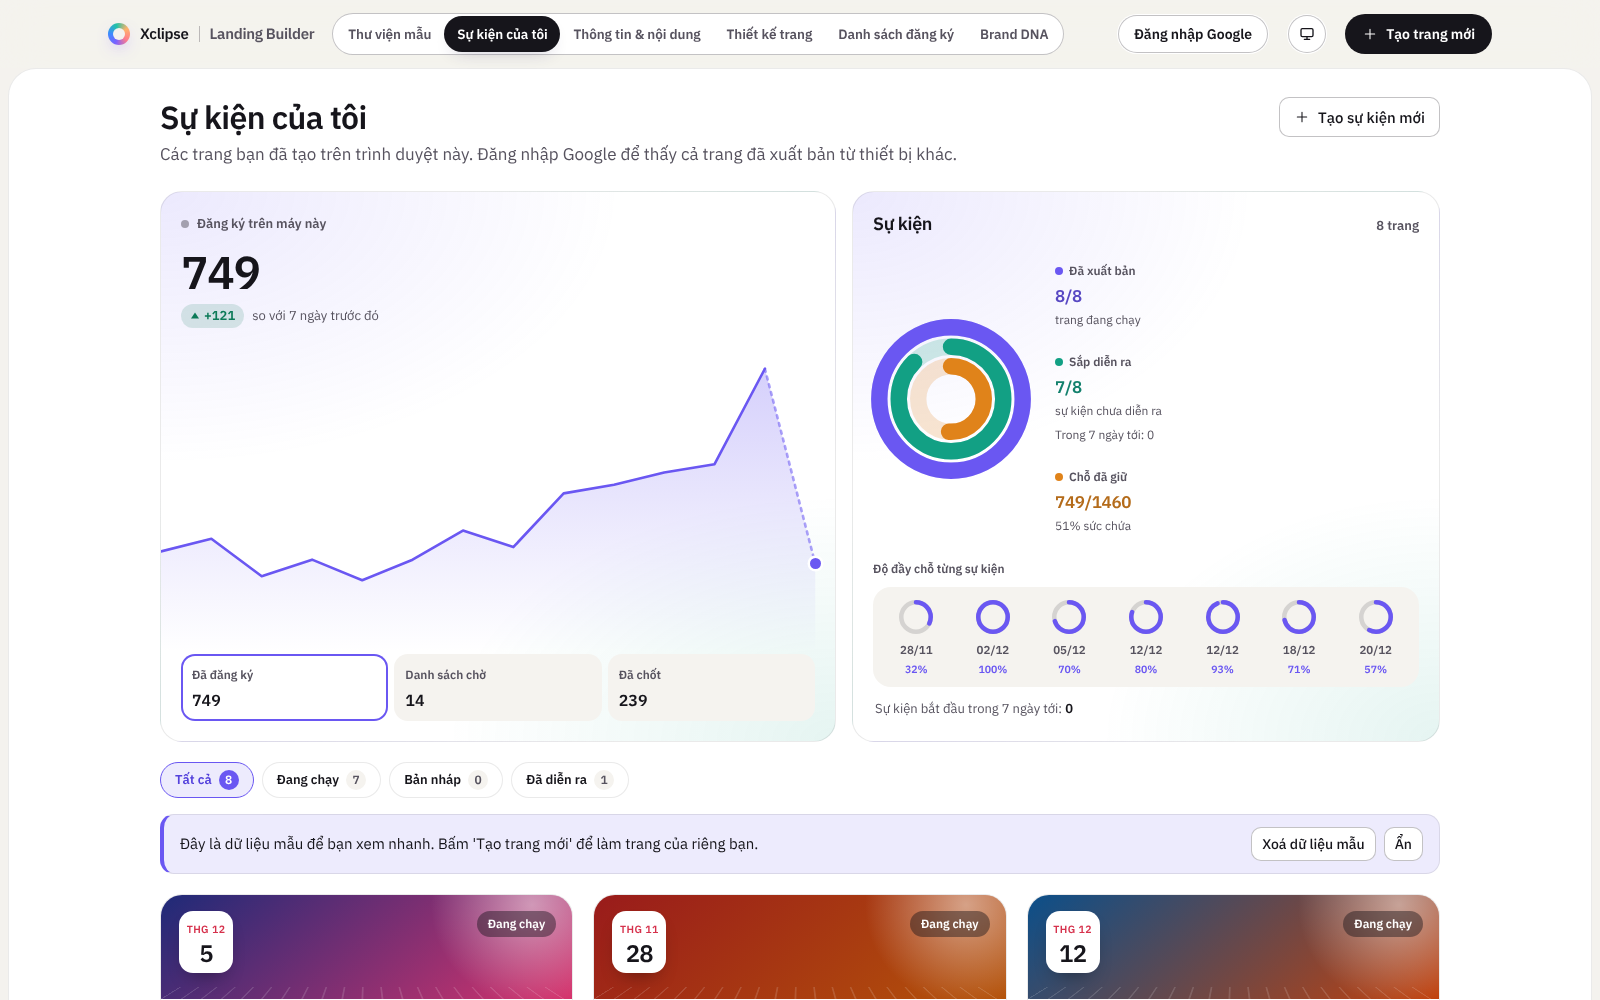 Xclipse | Landing Builder
Thư viện mẫu
Sự kiện của tôi
Thông tin & nội dung
Thiết kế trang
Danh sách đăng ký
Brand DNA
Đăng nhập Google
+ Tạo trang mới
Sự kiện của tôi
+ Tạo sự kiện mới
Các trang bạn đã tạo trên trình duyệt này. Đăng nhập Google để thấy cả trang đã xuất bản từ thiết bị khác.
Đăng ký trên máy này
749
▲ +121 so với 7 ngày trước đó
Đã đăng ký
749
Danh sách chờ
14
Đã chốt
239
Sự kiện
8 trang
Đã xuất bản
8/8
trang đang chạy
Sắp diễn ra
7/8
sự kiện chưa diễn ra
Trong 7 ngày tới: 0
Chỗ đã giữ
749/1460
51% sức chứa
Độ đầy chỗ từng sự kiện
28/11 02/12 05/12 12/12 12/12 18/12 20/12
32% 100% 70% 80% 93% 71% 57%
Sự kiện bắt đầu trong 7 ngày tới: 0
Tất cả 8
Đang chạy 7
Bản nháp 0
Đã diễn ra 1
Đây là dữ liệu mẫu để bạn xem nhanh. Bấm 'Tạo trang mới' để làm trang của riêng bạn.
Xoá dữ liệu mẫu
Ẩn
THG 12
5
Đang chạy
THG 11
28
Đang chạy
THG 12
12
Đang chạy